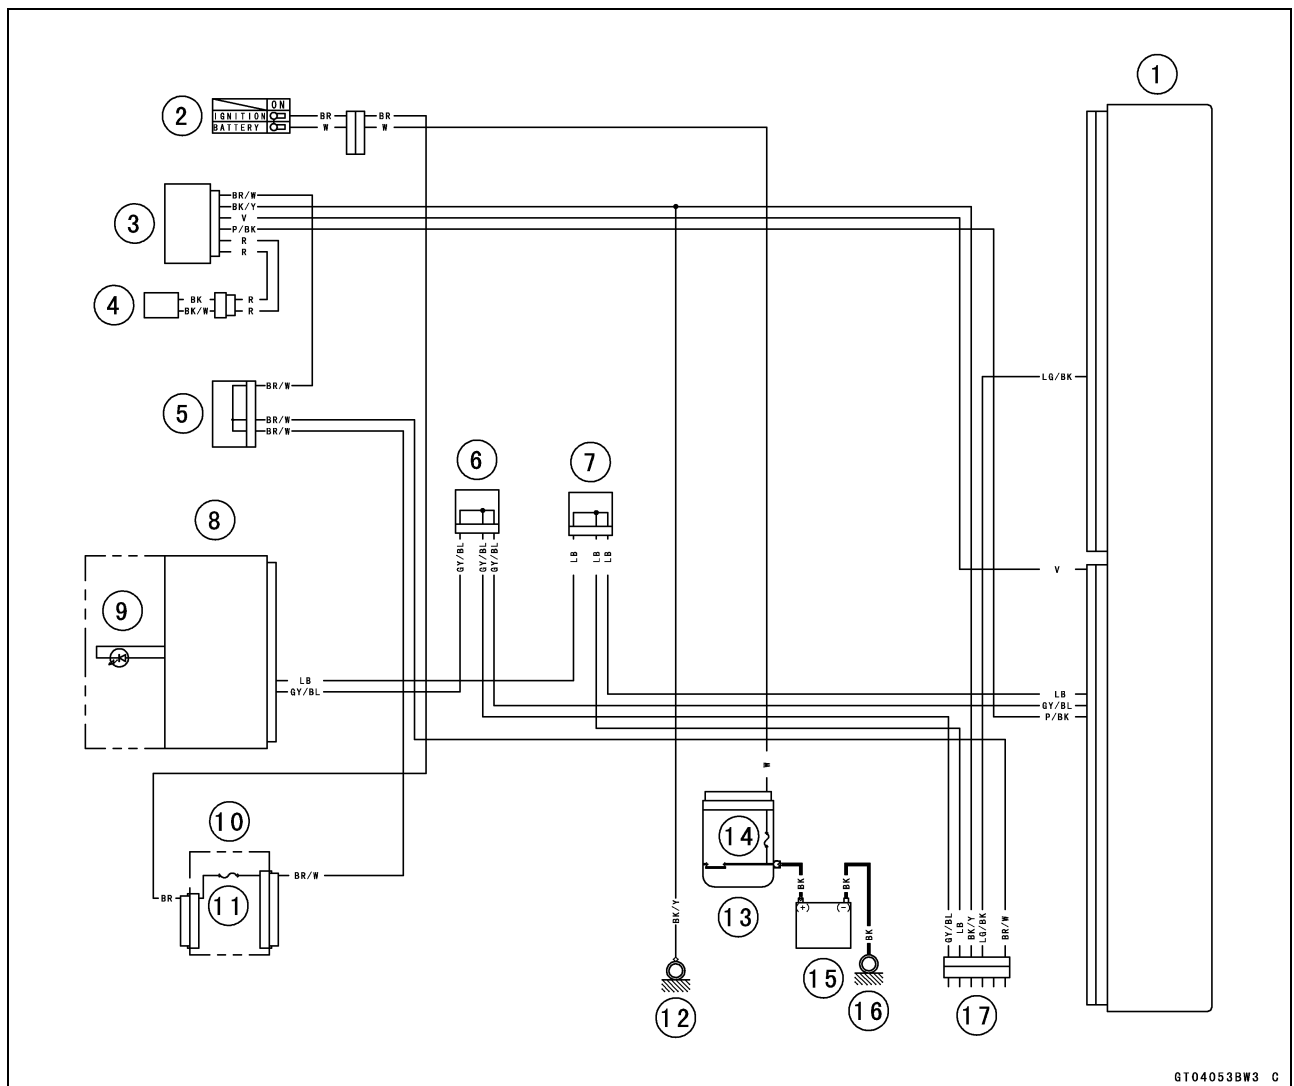 1
2
ON
IGNITION
BATTERY
BR
BR
W
W
3
BR/W
BK/Y
V
P/BK
R
R
4
BK
R
BK/W
R
LG/BK
5
BR/W
BR/W
BR/W
6
7
8
GY/BL
GY/BL
GY/BL
LB
LB
LB
V
9
LB
GY/BL
LB
GY/BL
P/BK
W
10
14
11
BR
BR/W
BK
BK
(+)
(-)
13
BK/Y
BK
GY/BL
LB
BK/Y
LG/BK
BR/W
12
15
16
17
GT04053BW3 C